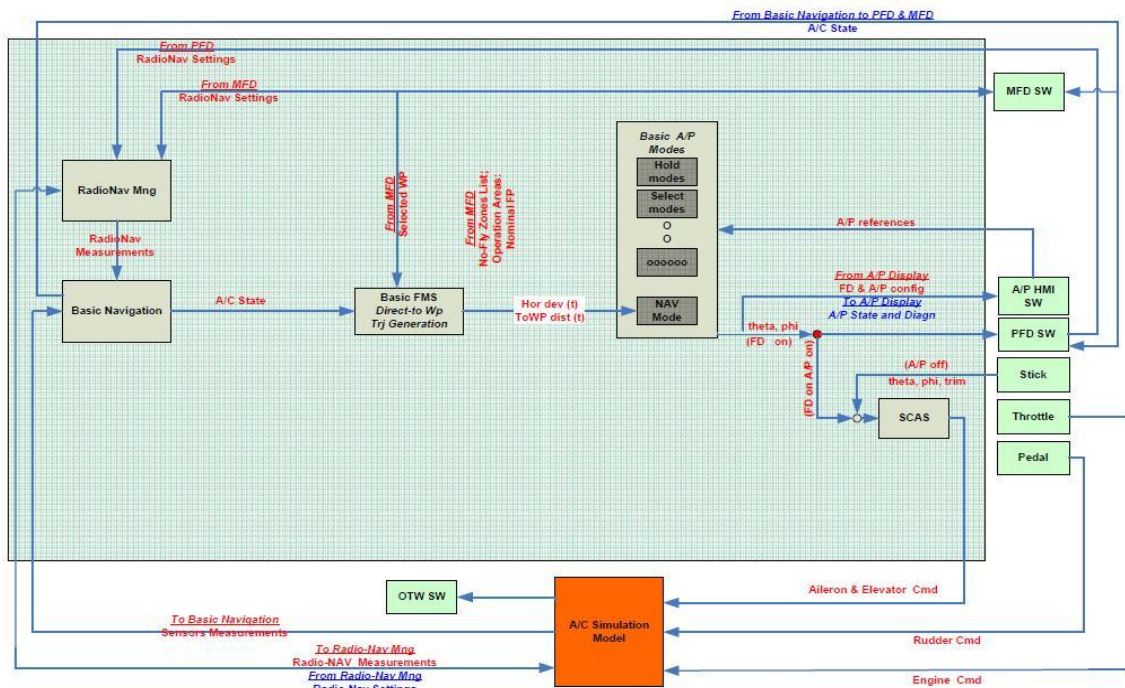 From Basic Navigation to PFD & MFD
A/C State
From PFD
RadioNav Settings
From MFD
RadioNav Settings
MFD SW
Basic A/P
Modes
Hold
modes
Select
modes
O
O
oooooo
NAV
Mode
RadioNav Mng
From MFD
Selected WP
From MFD
No-Fly Zones List;
Operation Areas:
Nominal FP
A/P references
RadioNav
Measurements
From A/P Display
FD & A/P config
To A/P Display
A/P State and Diagn
A/P HMI
SW
Basic Navigation
A/C State
Basic FMS
Direct-to Wp
Trj Generation
Hor dev (t)
ToWP dist (t)
theta, phi
(FD on)
PFD SW
(FD on A/P on)
(A/P off)
theta, phi, trim
Stick
SCAS
Throttle
Pedal
OTW SW
A/C Simulation
Model
Aileron & Elevator Cmd
To Basic Navigation
Sensors Measurements
Rudder Cmd
To Radio-Nav Mng
Radio-NAV Measurements
From Radio-Nav Mng
Radio-Nav Settings
Engine Cmd